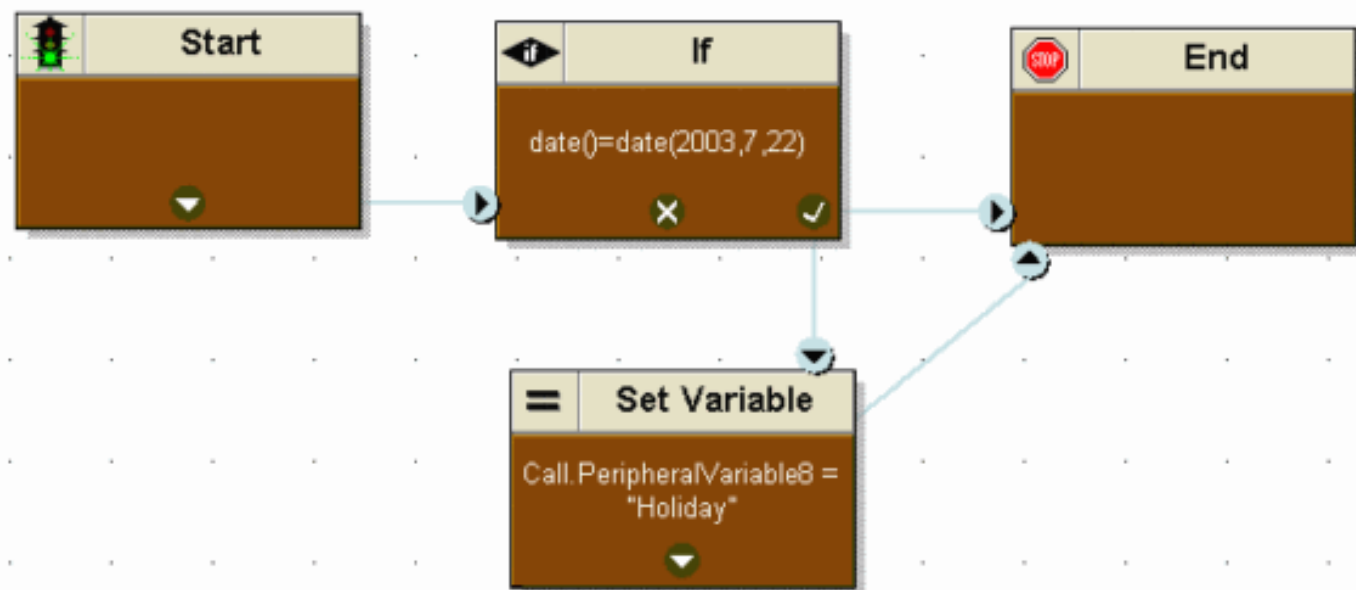 Start
If
date()=date(2003,7,22)
STOP
End
Set Variable
Call.PeripheralVariable8 =
"Holiday"